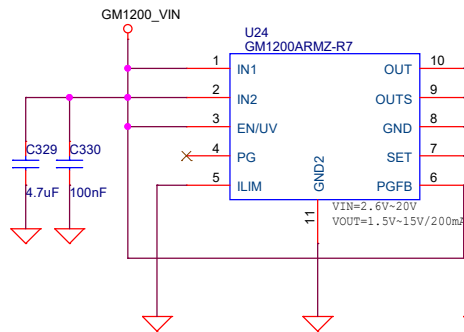 GM1200_VIN
U24
GM1200ARMZ-R7
1 IN1 OUT 10
2 IN2 OUTS 9
3 EN/UV GND 8
4 PG SET 7
5 ILIM PGFB 6
GND2
11
C329 C330
4.7uF 100nF
VIN=2.6V~20V
VOUT=1.5V~15V/200mA